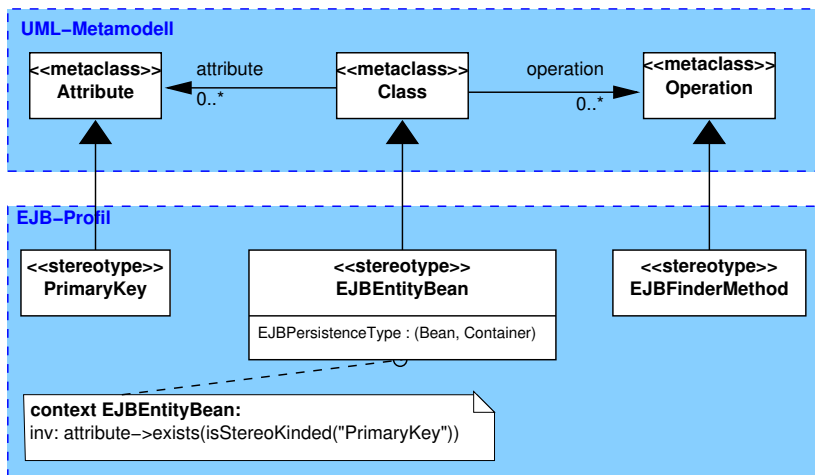 UML–Metamodell
<<metaclass>>
Attribute
attribute
0..*
<<metaclass>>
Class
operation
0..*
<<metaclass>>
Operation
EJB–Profil
<<stereotype>>
PrimaryKey
<<stereotype>>
EJBEntityBean
EJBPersistenceType : (Bean, Container)
<<stereotype>>
EJBFinderMethod
context EJBEntityBean:
inv: attribute–>exists(isStereoKinded("PrimaryKey"))